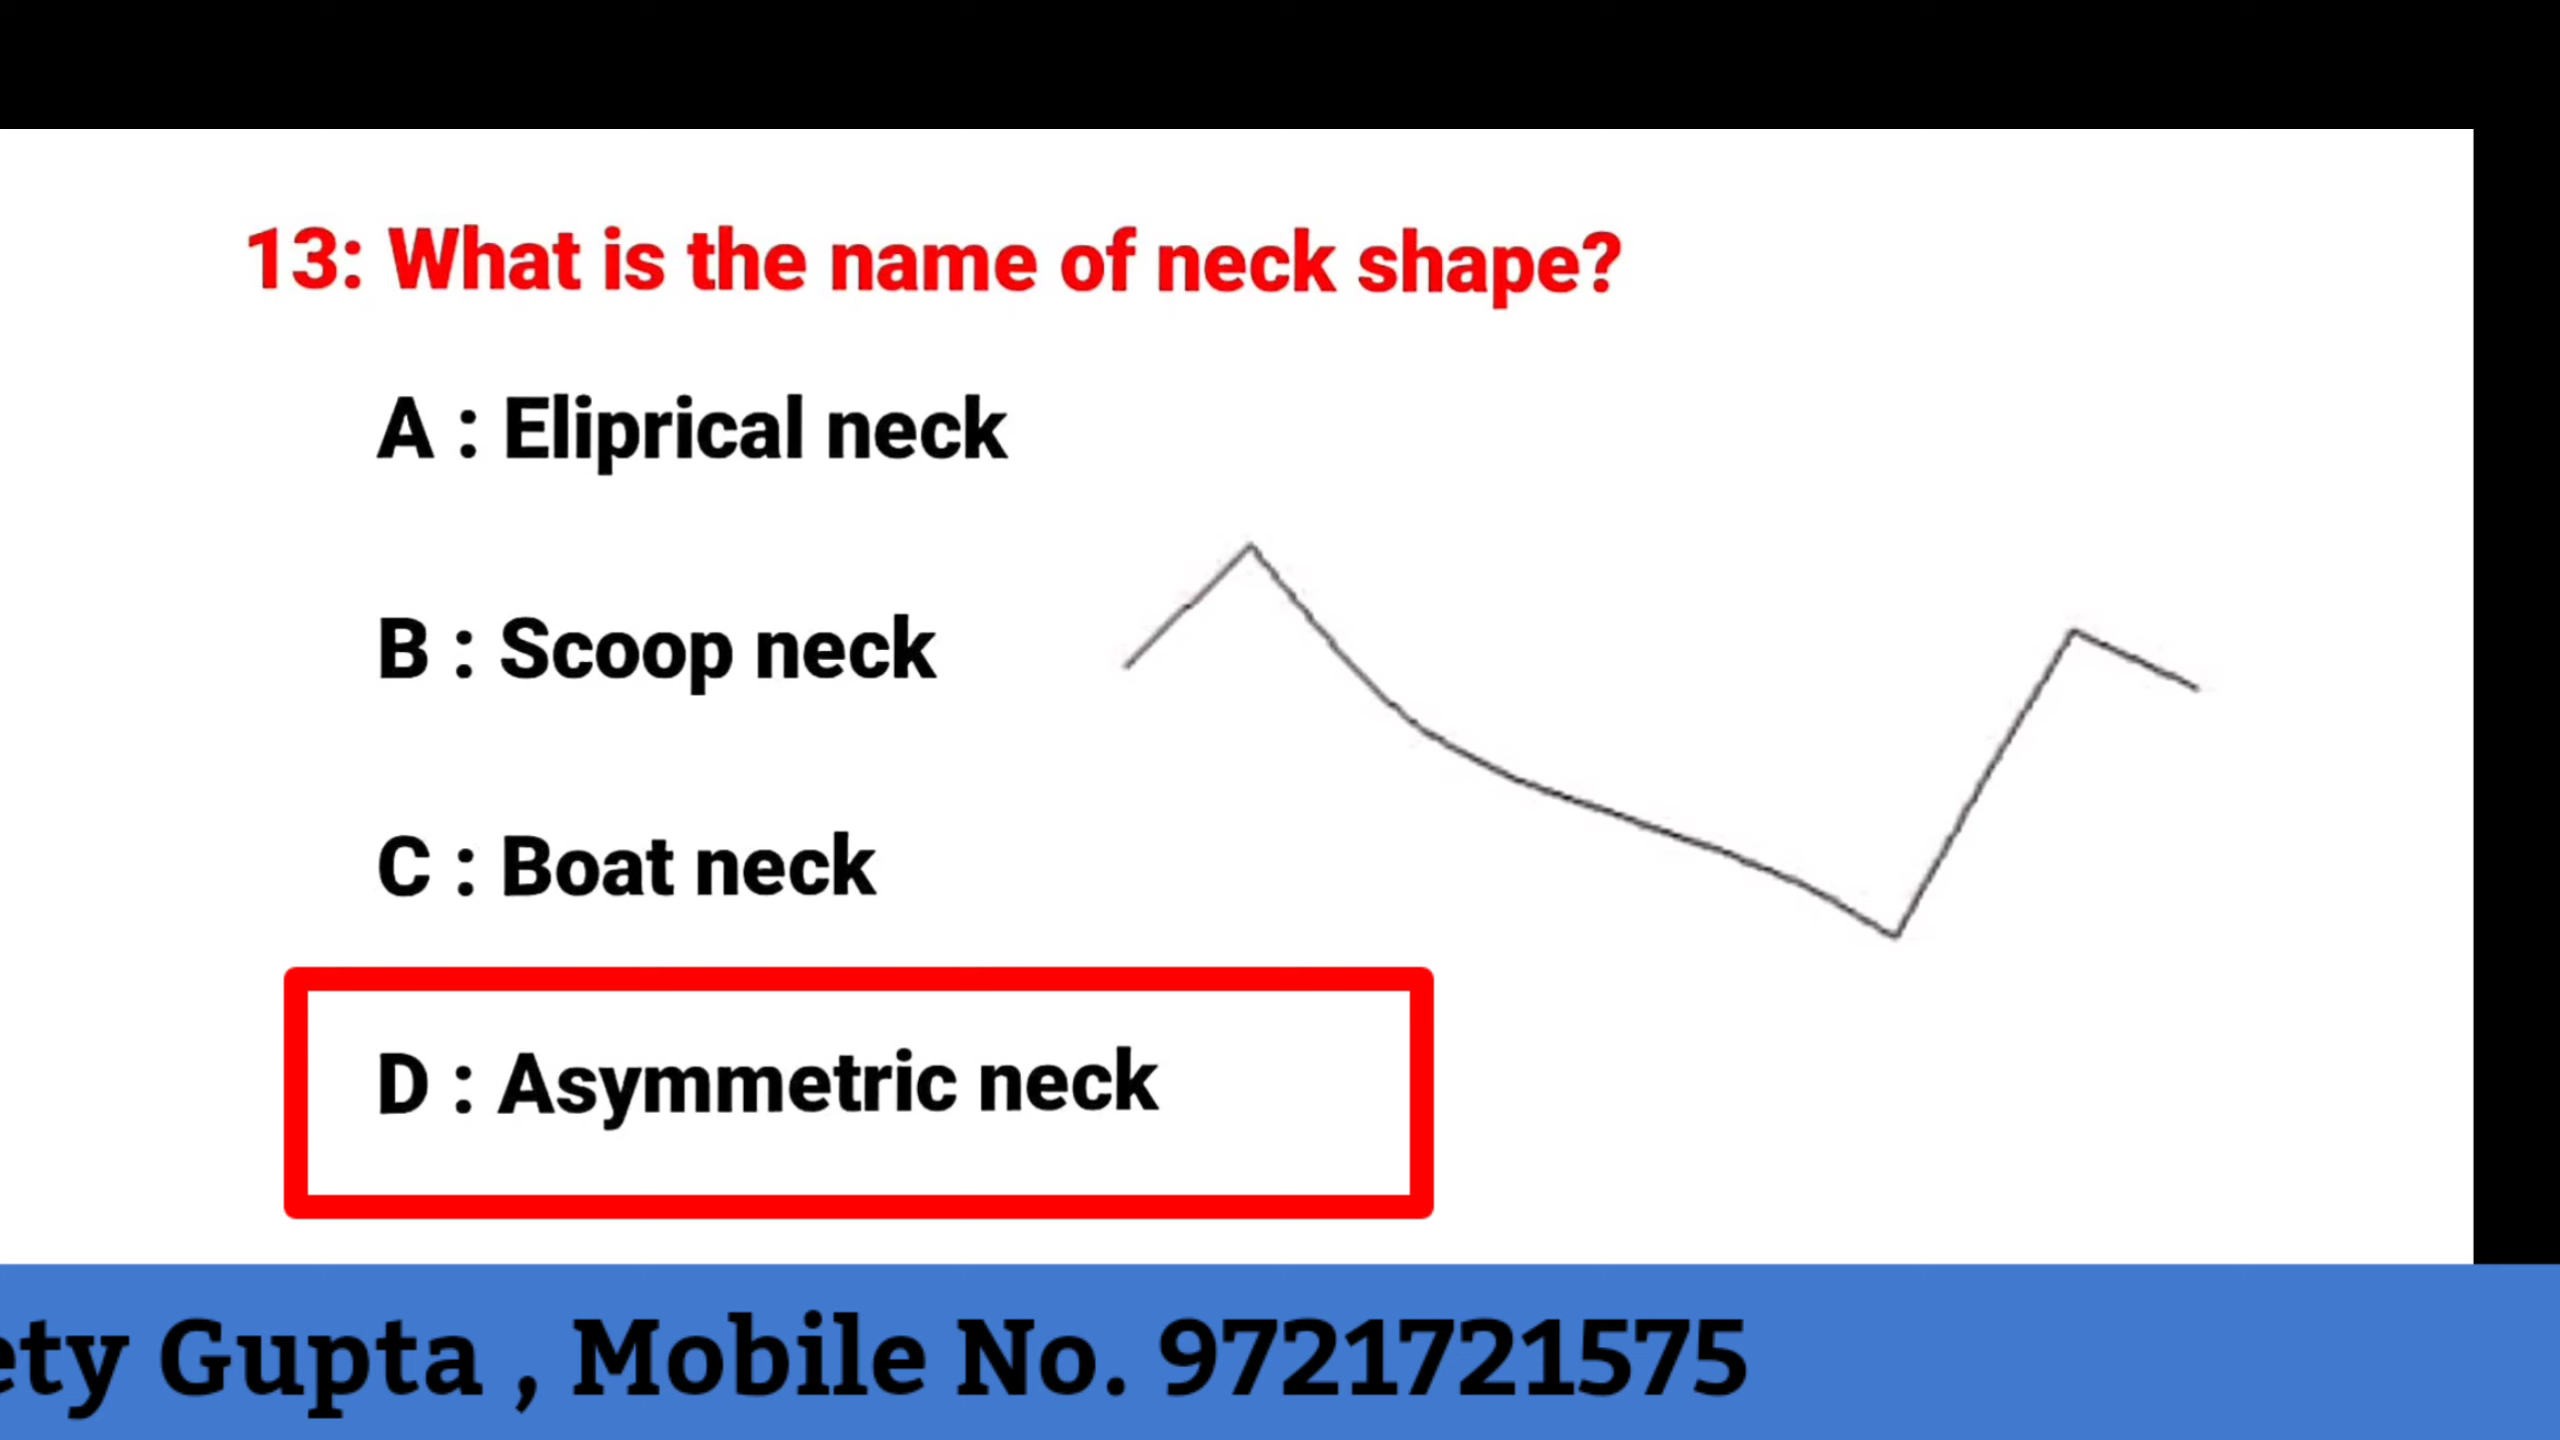 13: What is the name of neck shape?
A : Eliprical neck
B : Scoop neck
C : Boat neck
D : Asymmetric neck
ety Gupta , Mobile No. 9721721575